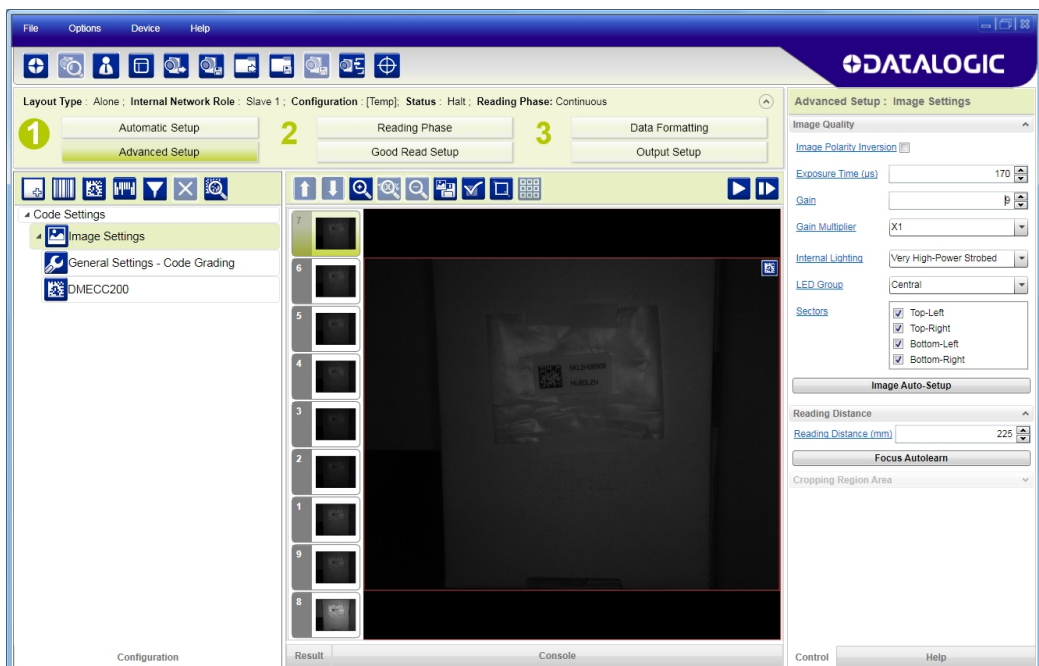 File Options Device Help
DATALOGIC
Layout Type : Alone ; Internal Network Role : Slave 1 ; Configuration : [Temp]; Status : Halt ; Reading Phase: Continuous
1 Automatic Setup 2 Reading Phase 3 Data Formatting
Advanced Setup Good Read Setup Output Setup
Code Settings
Image Settings
General Settings - Code Grading
DMECC200
Configuration
7
6
5
4
3
2
1
9
8
HUEDLZN
Result Console
Advanced Setup : Image Settings
Image Quality
Image Polarity Inversion
Exposure Time (µs) 170
Gain 9
Gain Multiplier X1
Internal Lighting Very High-Power Strobed
LED Group Central
Sectors Top-Left
Top-Right
Bottom-Left
Bottom-Right
Image Auto-Setup
Reading Distance
Reading Distance (mm) 225
Focus Autolearn
Cropping Region Area
Control Help